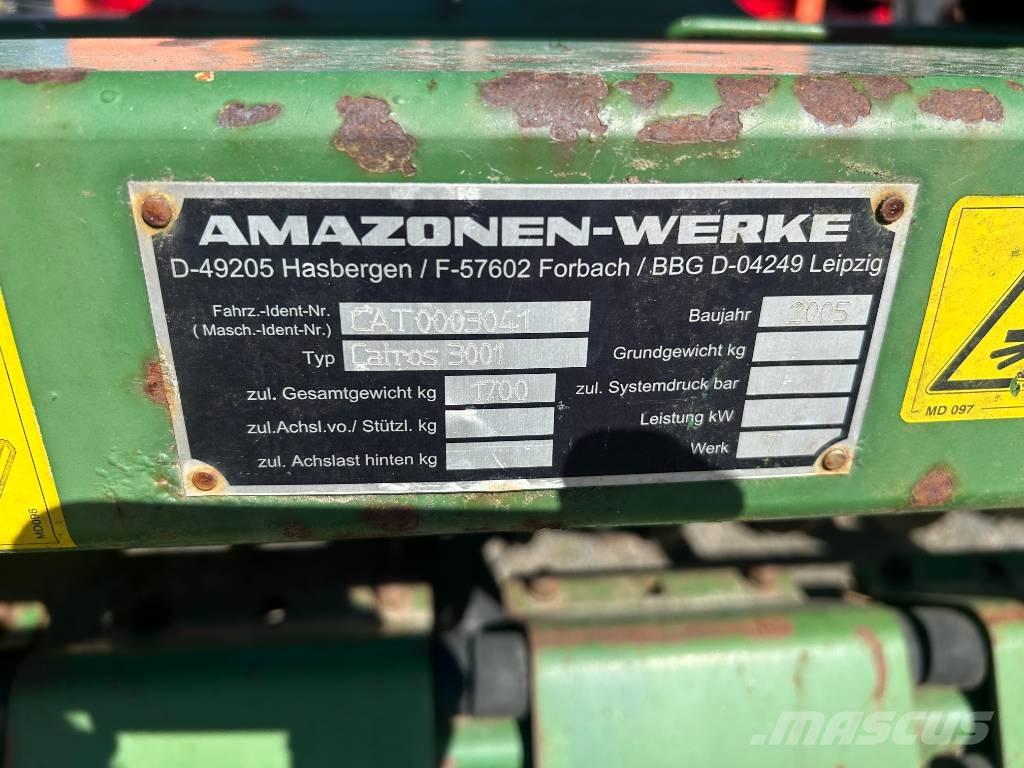 AMAZONEN-WERKE
D-49205 Hasbergen / F-57602 Forbach / BBG D-04249 Leipzig
Fahrz.-Ident-Nr.
( Masch.-Ident-Nr.) CAT0003041
Baujahr 2005
Typ Catros 3001
Grundgewicht kg
zul. Gesamtgewicht kg 1700
zul. Systemdruck bar
zul.Achsl.vo./ Stützl. kg
Leistung kW
zul. Achslast hinten kg
Werk
MD 097
MD096
MASCUS